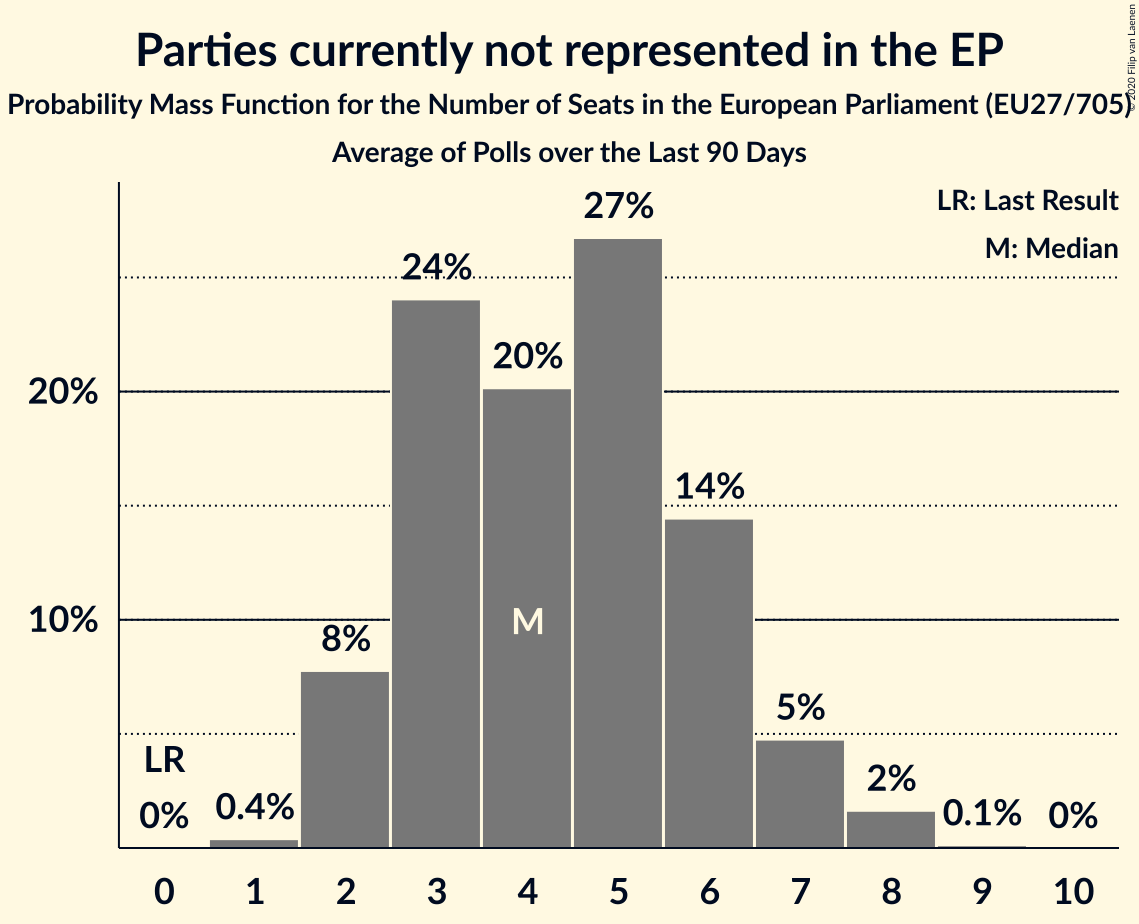 Parties currently not represented in the EP
Probability Mass Function for the Number of Seats in the European Parliament (EU27/705)
Average of Polls over the Last 90 Days
© 2020 Filip van Laenen
LR: Last Result
M: Median
27%
24%
20%
20%
14%
M
10%
8%
5%
LR
2%
0%
0.4%
0.1%
0%
0 1 2 3 4 5 6 7 8 9 10